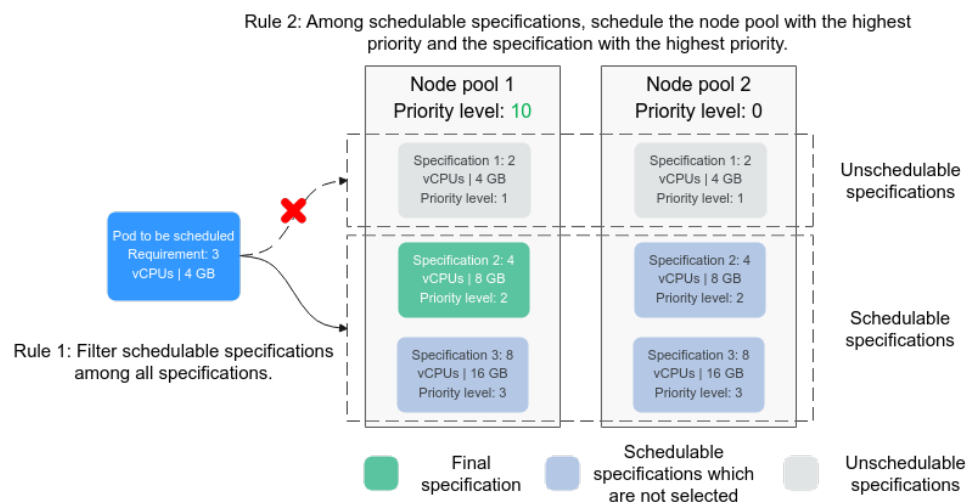 Rule 2: Among schedulable specifications, schedule the node pool with the highest
priority and the specification with the highest priority.
Node pool 1
Priority level: 10
Node pool 2
Priority level: 0
Specification 1: 2
vCPUs | 4 GB
Priority level: 1
Specification 1: 2
vCPUs | 4 GB
Priority level: 1
Unschedulable
specifications
Pod to be scheduled
Requirement: 3
vCPUs | 4 GB
Specification 2: 4
vCPUs | 8 GB
Priority level: 2
Specification 2: 4
vCPUs | 8 GB
Priority level: 2
Schedulable
specifications
Rule 1: Filter schedulable specifications
among all specifications.
Specification 3: 8
vCPUs | 16 GB
Priority level: 3
Specification 3: 8
vCPUs | 16 GB
Priority level: 3
Final
specification
Schedulable
specifications which
are not selected
Unschedulable
specifications